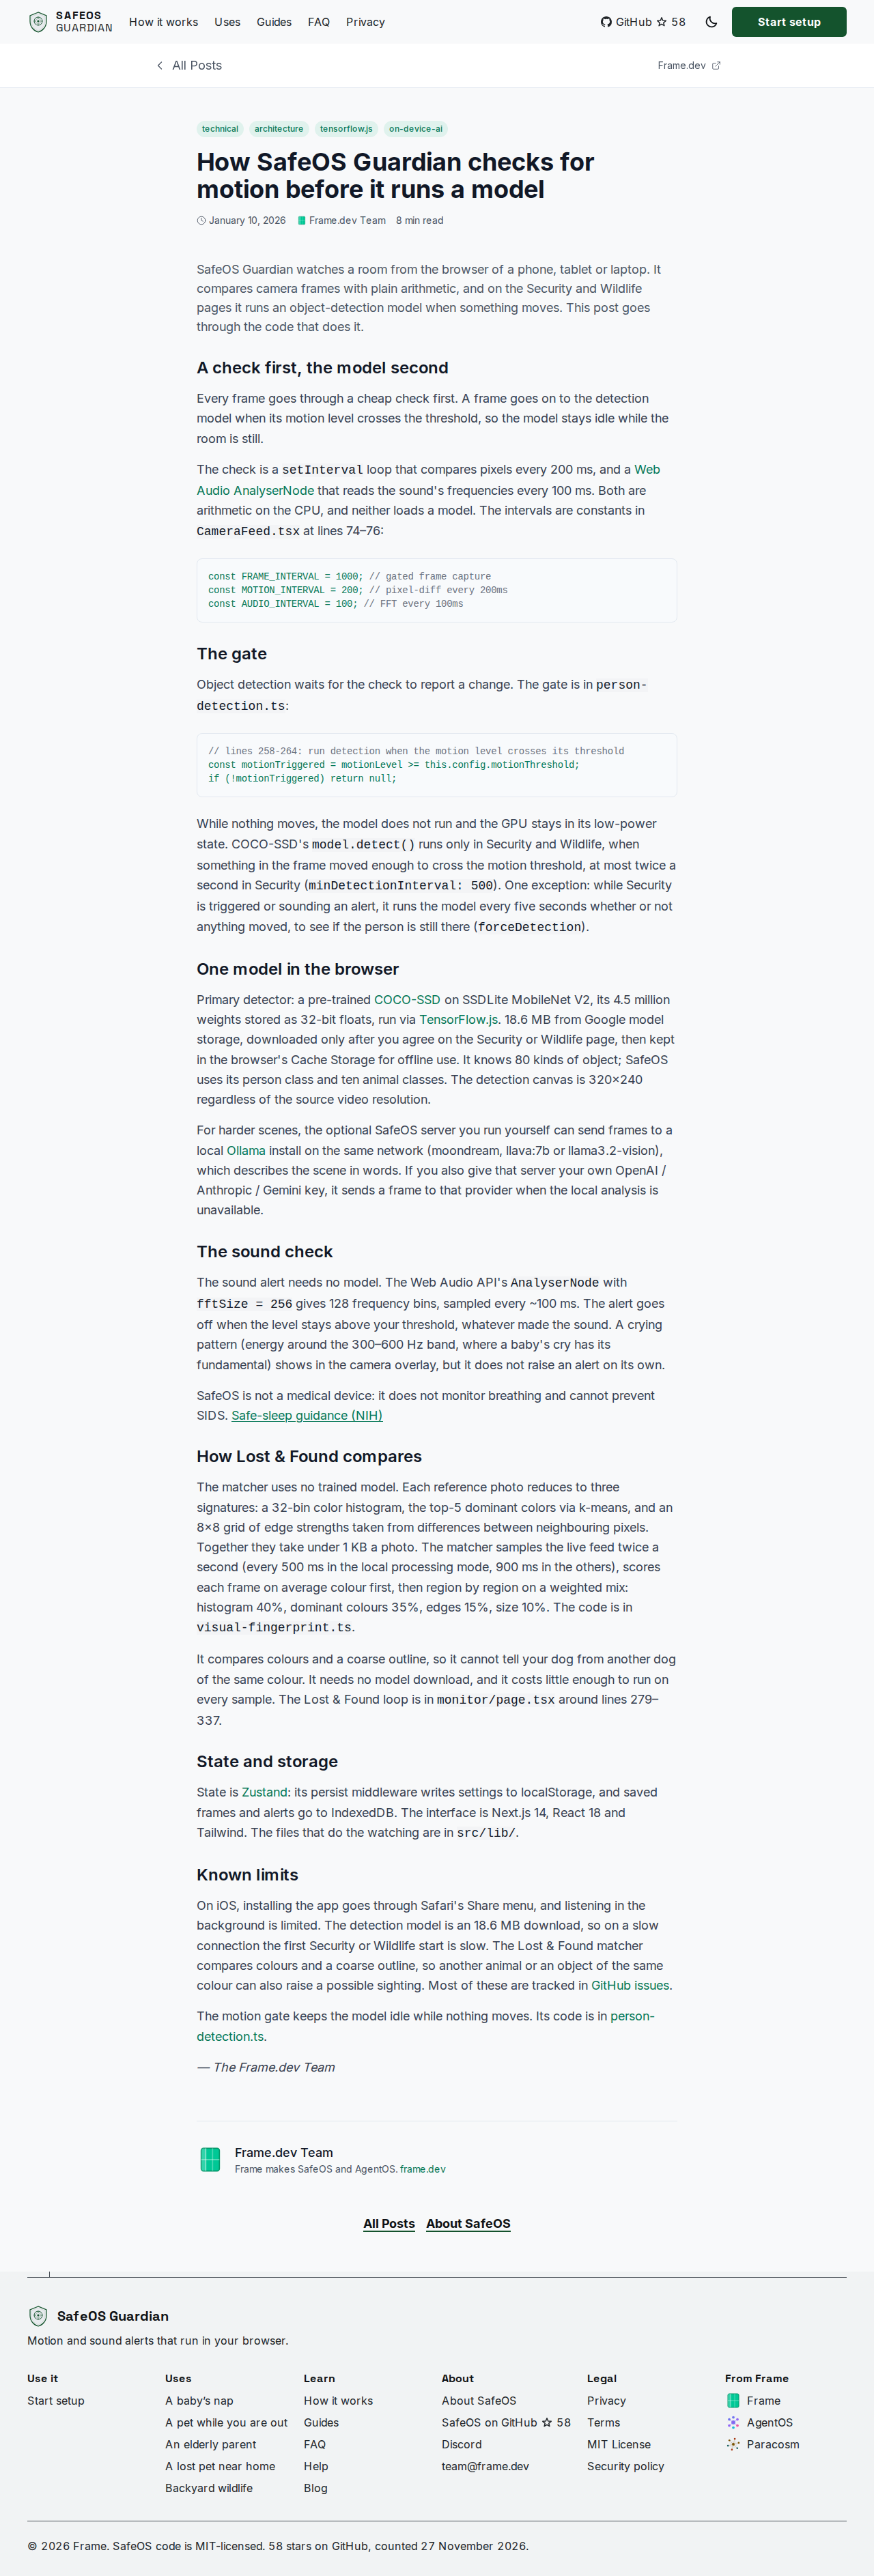 SAFEOS
GUARDIAN
How it works
Uses
Guides
FAQ
Privacy
GitHub ☆ 58
Start setup
All Posts
Frame.dev
technical
architecture
tensorflow.js
on-device-ai
How SafeOS Guardian checks for
motion before it runs a model
January 10, 2026
Frame.dev Team
8 min read
SafeOS Guardian watches a room from the browser of a phone, tablet or laptop. It
compares camera frames with plain arithmetic, and on the Security and Wildlife
pages it runs an object-detection model when something moves. This post goes
through the code that does it.
A check first, the model second
Every frame goes through a cheap check first. A frame goes on to the detection
model when its motion level crosses the threshold, so the model stays idle while the
room is still.
The check is a setInterval loop that compares pixels every 200 ms, and a Web
Audio AnalyserNode that reads the sound's frequencies every 100 ms. Both are
arithmetic on the CPU, and neither loads a model. The intervals are constants in
CameraFeed.tsx at lines 74–76:
const FRAME_INTERVAL = 1000; // gated frame capture
const MOTION_INTERVAL = 200; // pixel-diff every 200ms
const AUDIO_INTERVAL = 100; // FFT every 100ms
The gate
Object detection waits for the check to report a change. The gate is in person-
detection.ts:
// lines 258-264: run detection when the motion level crosses its threshold
const motionTriggered = motionLevel >= this.config.motionThreshold;
if (!motionTriggered) return null;
While nothing moves, the model does not run and the GPU stays in its low-power
state. COCO-SSD's model.detect() runs only in Security and Wildlife, when
something in the frame moved enough to cross the motion threshold, at most twice a
second in Security (minDetectionInterval: 500). One exception: while Security
is triggered or sounding an alert, it runs the model every five seconds whether or not
anything moved, to see if the person is still there (forceDetection).
One model in the browser
Primary detector: a pre-trained COCO-SSD on SSDLite MobileNet V2, its 4.5 million
weights stored as 32-bit floats, run via TensorFlow.js. 18.6 MB from Google model
storage, downloaded only after you agree on the Security or Wildlife page, then kept
in the browser's Cache Storage for offline use. It knows 80 kinds of object; SafeOS
uses its person class and ten animal classes. The detection canvas is 320×240
regardless of the source video resolution.
For harder scenes, the optional SafeOS server you run yourself can send frames to a
local Ollama install on the same network (moondream, llava:7b or llama3.2-vision),
which describes the scene in words. If you also give that server your own OpenAI /
Anthropic / Gemini key, it sends a frame to that provider when the local analysis is
unavailable.
The sound check
The sound alert needs no model. The Web Audio API's AnalyserNode with
fftSize = 256 gives 128 frequency bins, sampled every ~100 ms. The alert goes
off when the level stays above your threshold, whatever made the sound. A crying
pattern (energy around the 300–600 Hz band, where a baby's cry has its
fundamental) shows in the camera overlay, but it does not raise an alert on its own.
SafeOS is not a medical device: it does not monitor breathing and cannot prevent
SIDS. Safe-sleep guidance (NIH)
How Lost & Found compares
The matcher uses no trained model. Each reference photo reduces to three
signatures: a 32-bin color histogram, the top-5 dominant colors via k-means, and an
8×8 grid of edge strengths taken from differences between neighbouring pixels.
Together they take under 1 KB a photo. The matcher samples the live feed twice a
second (every 500 ms in the local processing mode, 900 ms in the others), scores
each frame on average colour first, then region by region on a weighted mix:
histogram 40%, dominant colours 35%, edges 15%, size 10%. The code is in
visual-fingerprint.ts.
It compares colours and a coarse outline, so it cannot tell your dog from another dog
of the same colour. It needs no model download, and it costs little enough to run on
every sample. The Lost & Found loop is in monitor/page.tsx around lines 279–
337.
State and storage
State is Zustand: its persist middleware writes settings to localStorage, and saved
frames and alerts go to IndexedDB. The interface is Next.js 14, React 18 and
Tailwind. The files that do the watching are in src/lib/.
Known limits
On iOS, installing the app goes through Safari's Share menu, and listening in the
background is limited. The detection model is an 18.6 MB download, so on a slow
connection the first Security or Wildlife start is slow. The Lost & Found matcher
compares colours and a coarse outline, so another animal or an object of the same
colour can also raise a possible sighting. Most of these are tracked in GitHub issues.
The motion gate keeps the model idle while nothing moves. Its code is in person-
detection.ts.
— The Frame.dev Team
Frame.dev Team
Frame makes SafeOS and AgentOS. frame.dev
All Posts
About SafeOS
SafeOS Guardian
Motion and sound alerts that run in your browser.
Use it
Start setup
Uses
A baby's nap
A pet while you are out
An elderly parent
A lost pet near home
Backyard wildlife
Learn
How it works
Guides
FAQ
Help
Blog
About
About SafeOS
SafeOS on GitHub ☆ 58
Discord
team@frame.dev
Legal
Privacy
Terms
MIT License
Security policy
From Frame
Frame
AgentOS
Paracosm
© 2026 Frame. SafeOS code is MIT-licensed. 58 stars on GitHub, counted 27 November 2026.